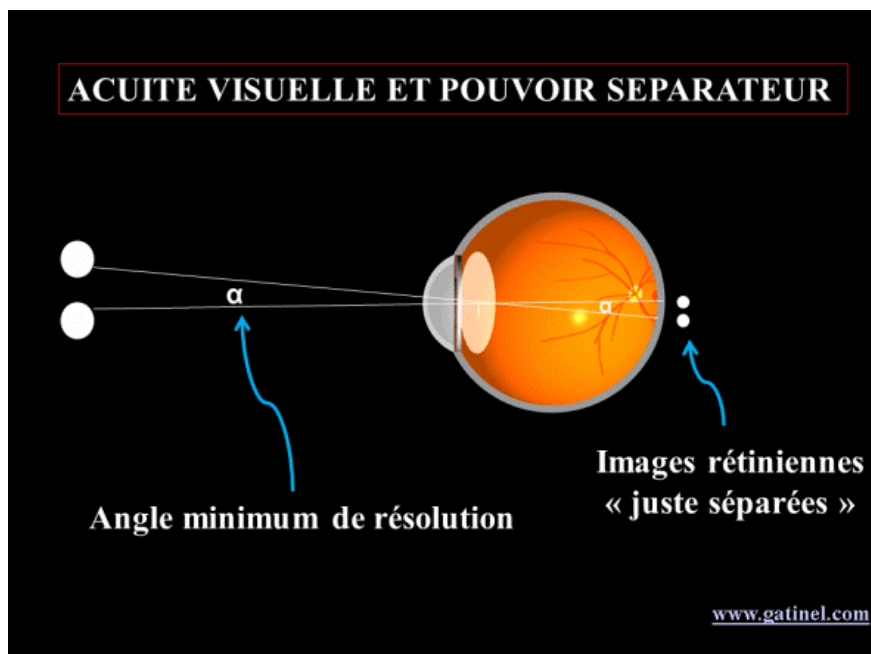 ACUITE VISUELLE ET POUVOIR SEPARATEUR
α
α
Images rétiniennes
« juste séparées »
Angle minimum de résolution
www.gatinel.com